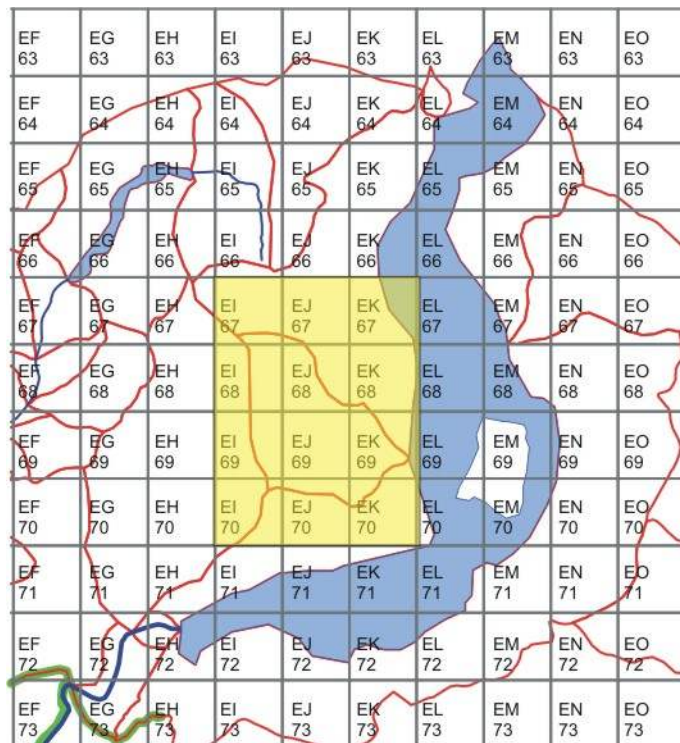 EF EG EH EI EJ EK EL EM EN EO
63 63 63 63 63 63 63 63 63 63
EF EG EH EI EJ EK EL EM EN EO
64 64 64 64 64 64 64 64 64 64
EF EG EH EI EJ EK EL EM EN EO
65 65 65 65 65 65 65 65 65 65
EF EG EH EI EJ EK EL EM EN EO
66 66 66 66 66 66 66 66 66 66
EF EG EH EI EJ EK EL EM EN EO
67 67 67 67 67 67 67 67 67 67
EF EG EH EI EJ EK EL EM EN EO
68 68 68 68 68 68 68 68 68 68
EF EG EH EI EJ EK EL EM EN EO
69 69 69 69 69 69 69 69 69 69
EF EG EH EI EJ EK EL EM EN EO
70 70 70 70 70 70 70 70 70 70
EF EG EH EI EJ EK EL EM EN EO
71 71 71 71 71 71 71 71 71 71
EF EG EH EI EJ EK EL EM EN EO
72 72 72 72 72 72 72 72 72 72
EF EG EH EI EJ EK EL EM EN EO
73 73 73 73 73 73 73 73 73 73